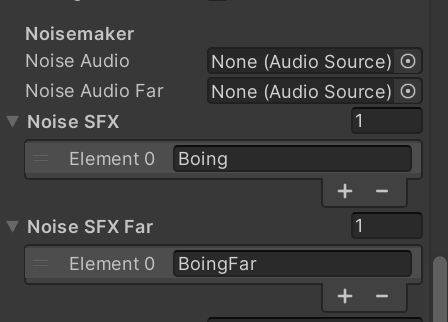 Noisemaker
Noise Audio None (Audio Source)
Noise Audio Far None (Audio Source)
Noise SFX 1
Element 0 Boing
+ −
Noise SFX Far 1
Element 0 BoingFar
+ −